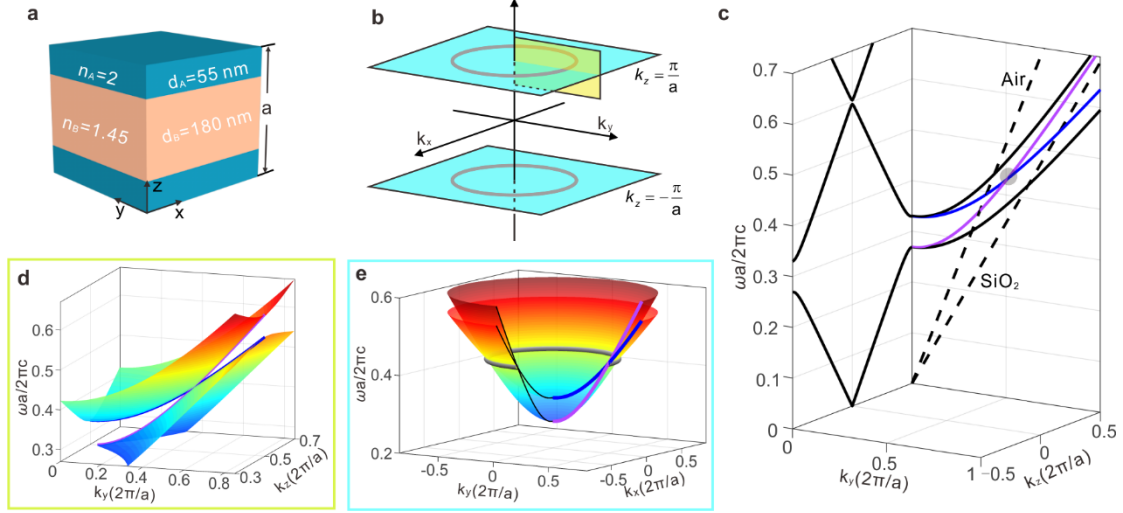 a
n_A=2
d_A=55 nm
n_B=1.45
d_B=180 nm
a
z
y
x
b
k_z = π/a
k_y
k_x
k_z = −π/a
c
0.7
0.6
0.5
0.4
0.3
0.2
0.1
0
ωa/2πc
Air
SiO₂
0
0.5
1
k_y(2π/a)
−0.5
0
0.5
k_z(2π/a)
d
0.6
0.5
0.4
0.3
ωa/2πc
0
0.2
0.4
0.6
0.8
k_y(2π/a)
0.3
0.5
0.7
k_z(2π/a)
e
0.6
0.4
0.2
ωa/2πc
-0.5
0
0.5
k_y(2π/a)
-0.5
0
0.5
k_x(2π/a)